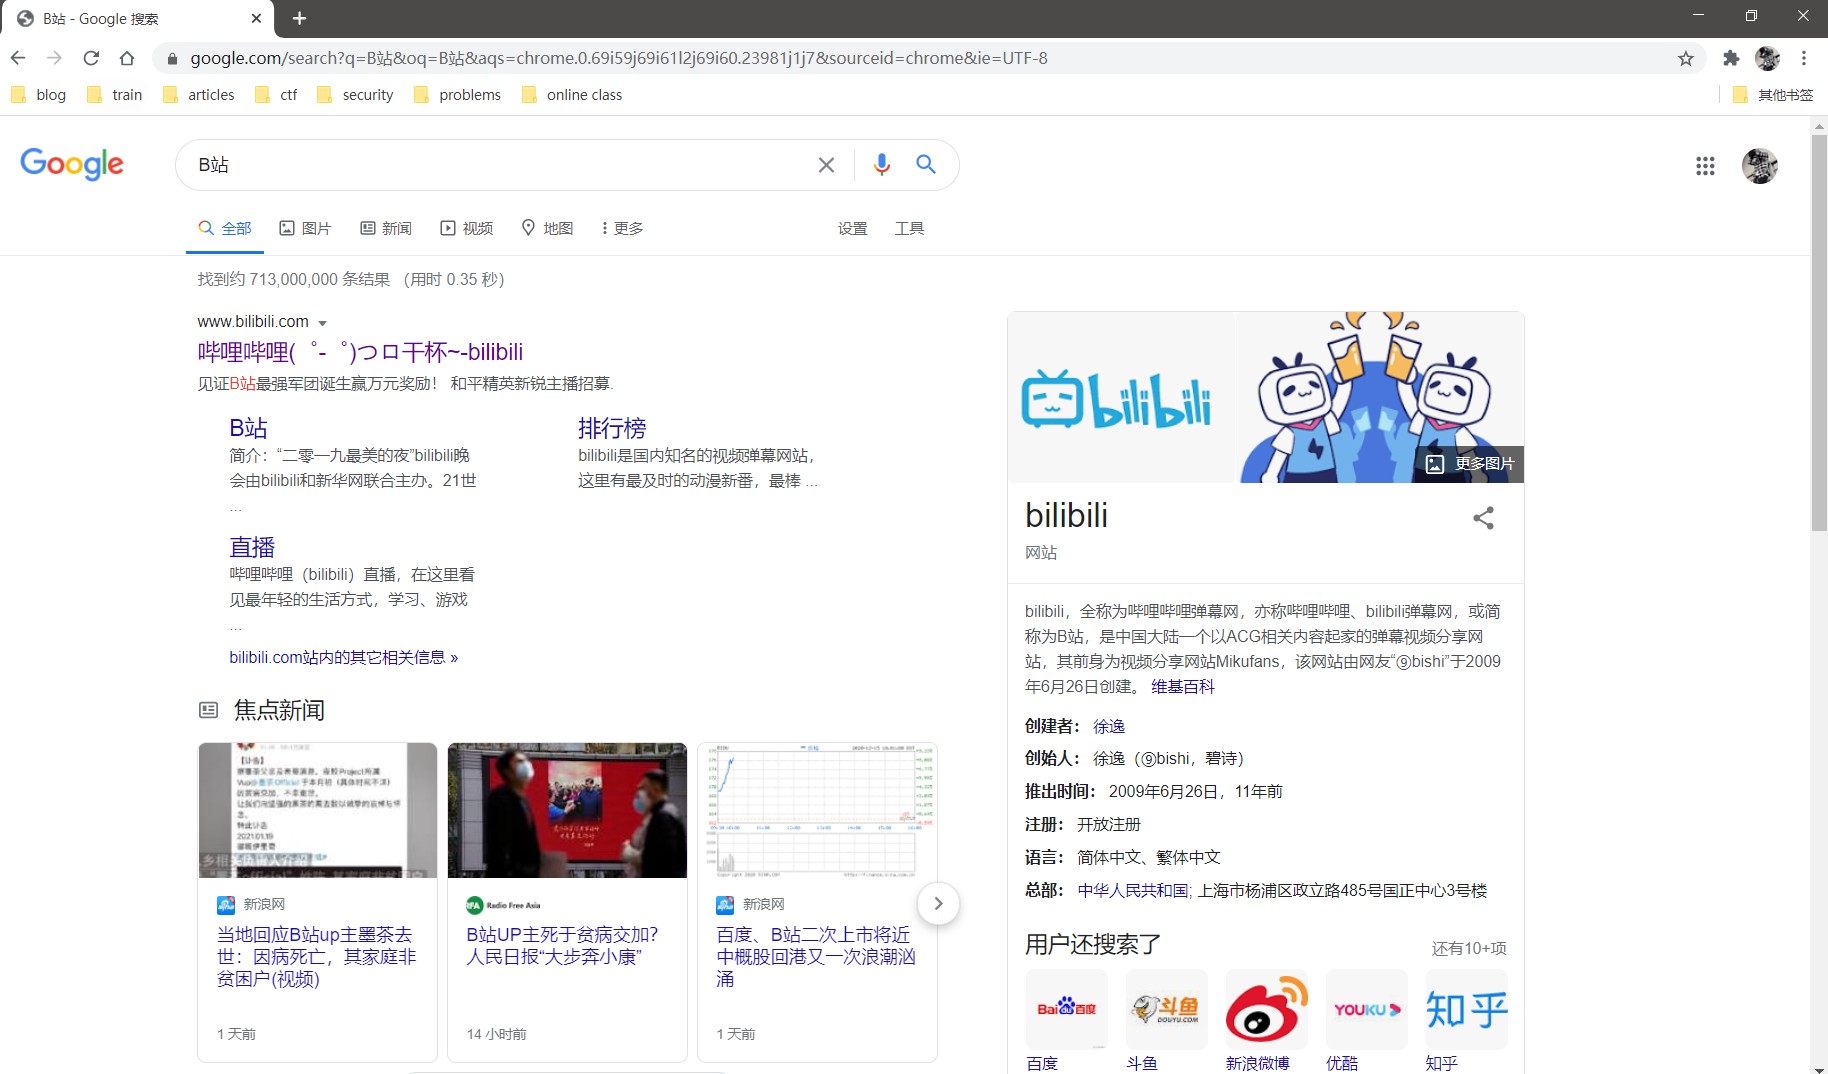 B站 - Google 搜索
google.com/search?q=B站&oq=B站&aqs=chrome.0.69i59j69i61l2j69i60.23981j1j7&sourceid=chrome&ie=UTF-8
blog train articles ctf security problems online class 其他书签
Google
B站
全部 图片 新闻 视频 地图 更多 设置 工具
找到约 713,000,000 条结果 (用时 0.35 秒)
www.bilibili.com
哔哩哔哩(゜-゜)つロ干杯~-bilibili
见证B站最强军团诞生赢万元奖励! 和平精英新锐主播招募.
B站
简介:“二零一九最美的夜”bilibili晚
会由bilibili和新华网联合主办。21世
...
排行榜
bilibili是国内知名的视频弹幕网站,
这里有最及时的动漫新番,最棒 ...
直播
哔哩哔哩（bilibili）直播，在这里看
见最年轻的生活方式，学习、游戏
...
bilibili.com站内的其它相关信息 »
焦点新闻
新浪网
当地回应B站up主墨茶去
世：因病死亡，其家庭非
贫困户(视频)
1 天前
RFA Radio Free Asia
B站UP主死于贫病交加?
人民日报“大步奔小康”
14 小时前
新浪网
百度、B站二次上市将近
中概股回港又一次浪潮汹
涌
1 天前
bilibili
更多图片
bilibili
网站
bilibili，全称为哔哩哔哩弹幕网，亦称哔哩哔哩、bilibili弹幕网，或简
称为B站，是中国大陆一个以ACG相关内容起家的弹幕视频分享网
站，其前身为视频分享网站Mikufans，该网站由网友“⑨bishi”于2009
年6月26日创建。 维基百科
创建者： 徐逸
创始人： 徐逸（⑨bishi，碧诗）
推出时间： 2009年6月26日，11年前
注册： 开放注册
语言： 简体中文、繁体中文
总部： 中华人民共和国; 上海市杨浦区政立路485号国正中心3号楼
用户还搜索了
还有10+项
Bai百度 斗鱼 DOUYU.COM YOUKU 知乎
百度 斗鱼 新浪微博 优酷 知乎